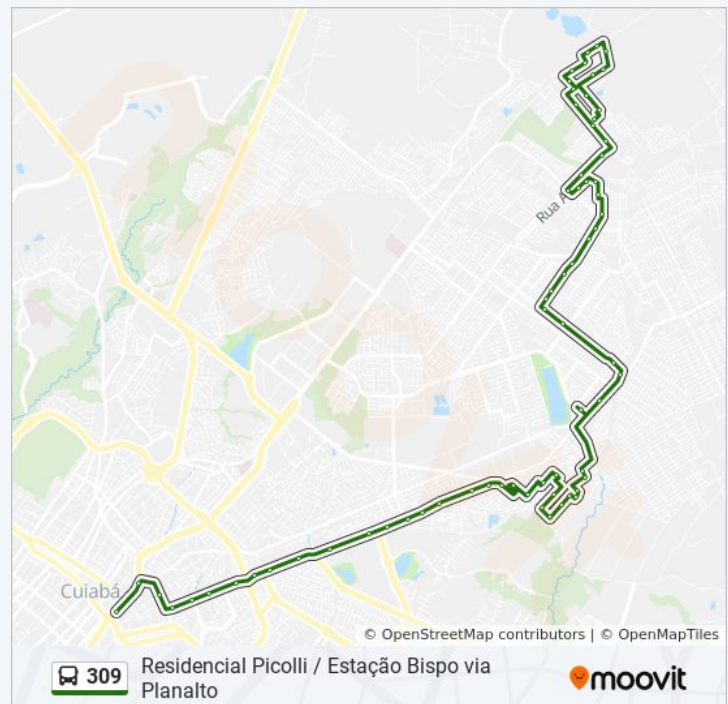 Rua A
Cuiabá
© OpenStreetMap contributors | © OpenMapTiles
309
Residencial Picolli / Estação Bispo via
Planalto
moovit